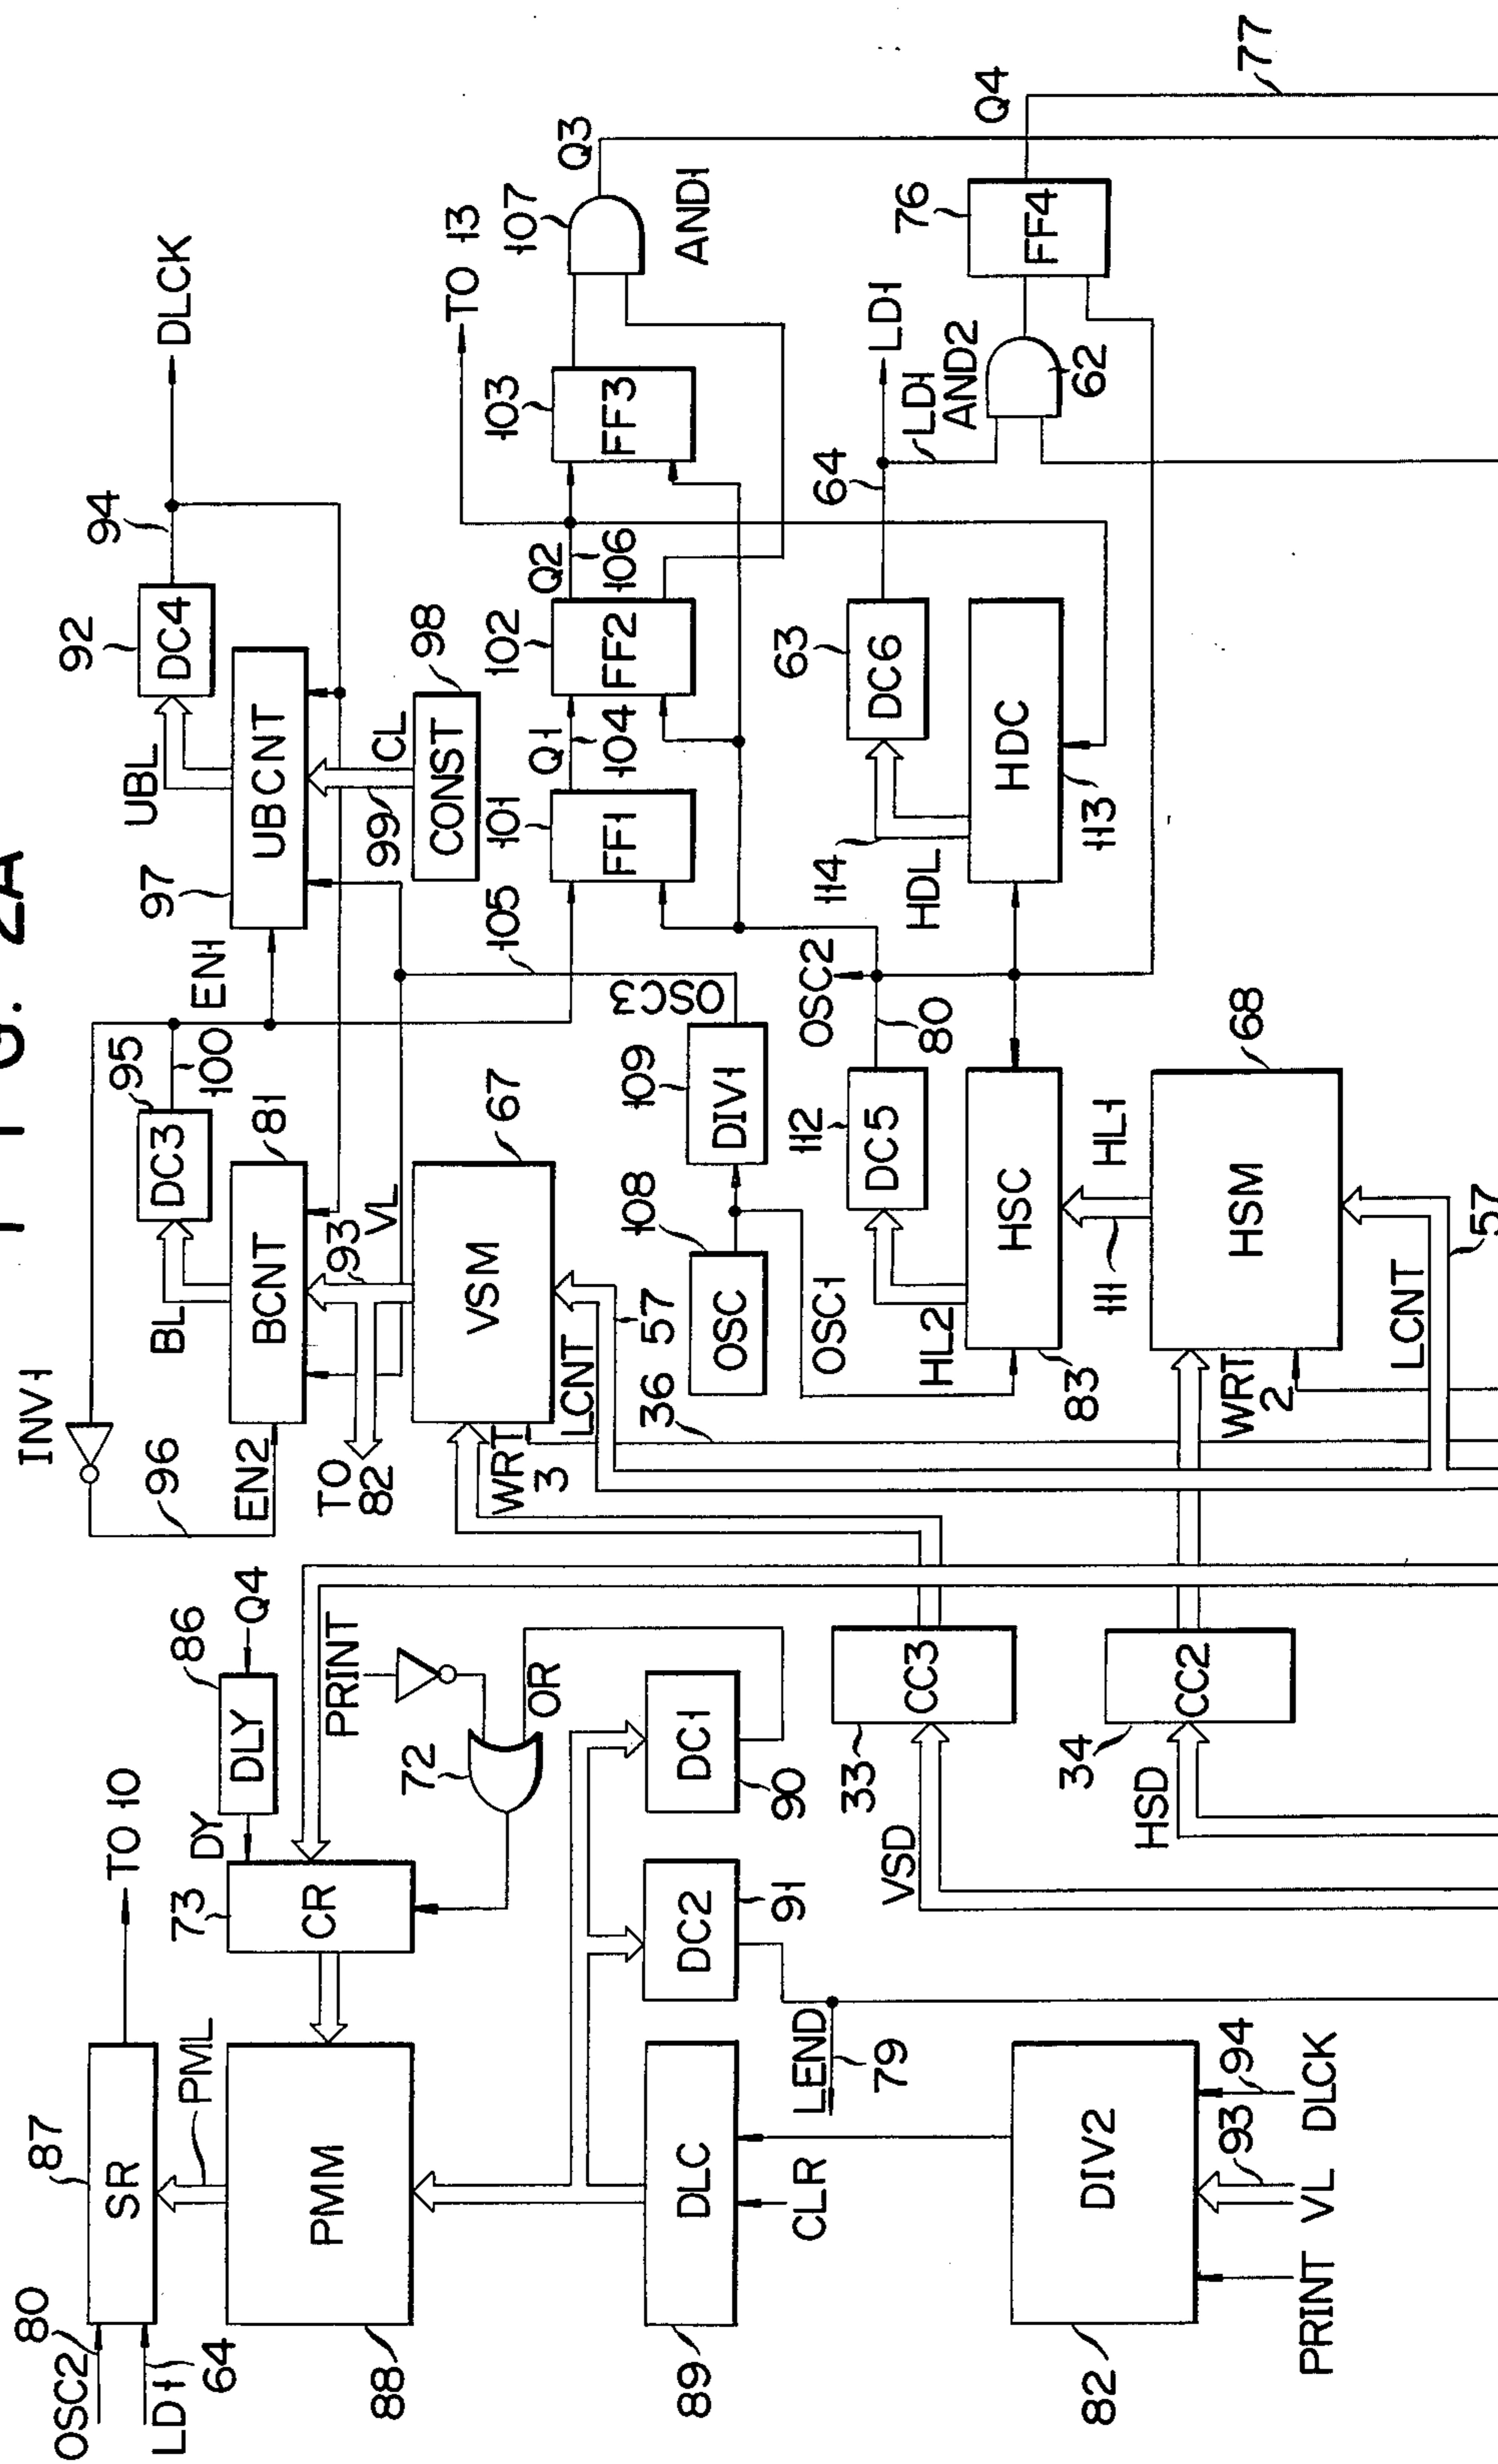 FIG. 2A
INV1
96
EN2
BL
DC3
95
100
EN1
97
UBL
92
DC4
94
DLCK
BCNT
81
UBCNT
TO 82
93
VL
99
CL
CONST
98
VSM
67
WRT 3
LCNT
57
36
105
OSC3
101
FF1
Q1
104
102
FF2
Q2
106
103
FF3
TO 13
107
AND1
Q3
OSC
108
DIV1
109
OSC1
OSC2
80
112
DC5
HL2
HSC
83
111
HL1
HSM
68
WRT 2
LCNT
57
63
DC6
114
HDL
HDC
113
64
LD1
LD1
AND2
62
76
FF4
Q4
77
OSC2
80
LD1
64
87
SR
TO 10
PML
PMM
88
73
CR
DY
86
DLY
Q4
PRINT
72
OR
DLC
89
CLR
DC2
91
DC1
90
LEND
79
DIV2
82
PRINT
VL
93
94
DLCK
VSD
33
CC3
HSD
34
CC2